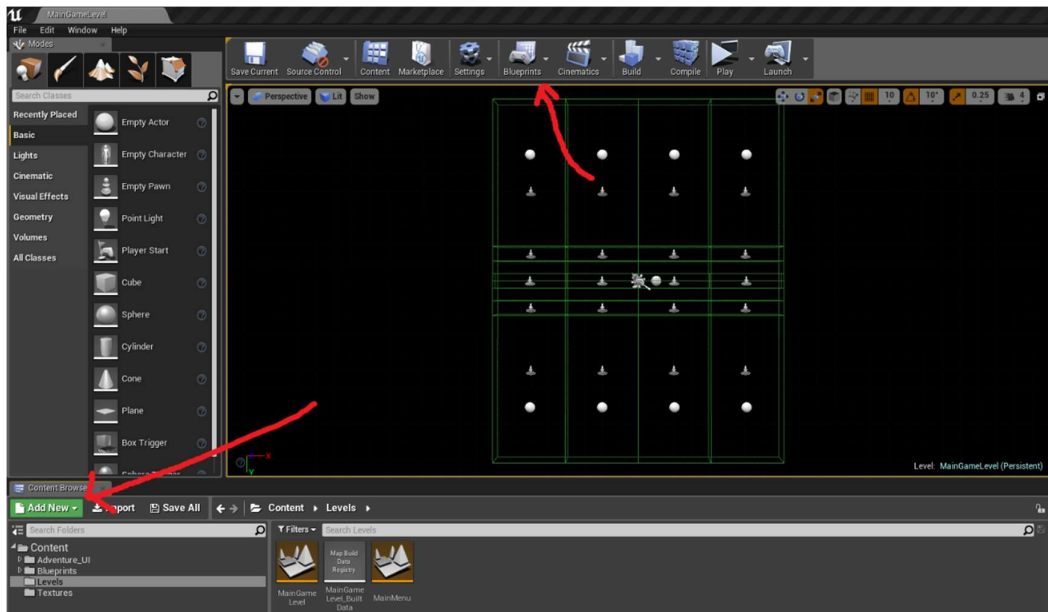 MainGameLevel
File Edit Window Help
Modes
Save Current Source Control Content Marketplace Settings Blueprints Cinematics Build Compile Play Launch
Search Classes
Perspective Lit Show
10 10° 0.25 4
Recently Placed
Basic
Lights
Cinematic
Visual Effects
Geometry
Volumes
All Classes
Empty Actor
Empty Character
Empty Pawn
Point Light
Player Start
Cube
Sphere
Cylinder
Cone
Plane
Box Trigger
X
Y
Level: MainGameLevel (Persistent)
Content Browse
Add New Save All Content Levels
Search Folders
Filters Search Levels
Content
Adventure_UI
Blueprints
Levels
Textures
MainGame
Level
Map Build
Data
Registry
MainGame
Level_Built
Data
MainMenu